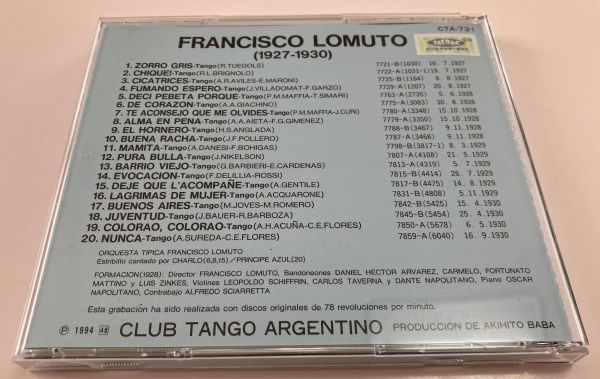 CTA-731
FRANCISCO LOMUTO
(1927-1930)
1. ZORRO GRIS-Tango(R.TUEGOLS) 7721-B(1030) 16. 7.1927
2. CHIQUE!-Tango(R.L.BRIGNOLO) 7722-A(1031-1)19. 7.1927
3. CICATRICES-Tango(A.R.AVILES-E.MARONI) 7725-B(1164) 8. 8.1927
4. FUMANDO ESPERO-Tango(J.VILLADOMAT-F.GARZO) 7729-A(1207) 20. 8.1927
5. DECI PEBETA PORQUE-Tango(P.M.MAFFIA-T.SIMARI) 7763-A(2735) 5. 6.1928
6. DE CORAZON-Tango(A.A.GIACHINO) 7775-A(3083) 30. 8.1928
7. TE ACONSEJO QUE ME OLVIDES-Tango(P.M.MAFFIA-J.CURI) 7780-A(3348) 15.10.1928
8. ALMA EN PENA-Tango(A.A.AIETA-F.G.GIMENEZ) 7779-A(3350) 15.10.1928
9. EL HORNERO-Tango(H.S.ANGLADA) 7788-B(3467) 9.11.1928
10. BUENA RACHA-Tango(J.F.POLLERO) 7787-A(3468) 9.11.1928
11. MAMITA-Tango(A.DANESI-F.BOHIGAS) 7798-B(3817-1) 8. 3.1929
12. PURA BULLA-Tango(J.NIKELSON) 7807-A(4108) 21. 5.1929
13. BARRIO VIEJO-Tango(G.BARBIERI-E.CARDENAS) 7813-A(4319) 5. 7.1929
14. EVOCACION-Tango(F.DELILLIA-ROSSI) 7815-B(4414) 26. 7.1929
15. DEJE QUE L'ACOMPAÑE-Tango(A.GENTILE) 7817-B(4475) 14. 8.1929
16. LAGRIMAS DE MUJER-Tango(G.ACQUARONE) 7831-B(4808) 5.11.1929
17. BUENOS AIRES-Tango(M.JOVES-M.ROMERO) 7842-B(5425) 15. 4.1930
18. JUVENTUD-Tango(J.BAUER-R.BARBOZA) 7845-B(5454) 25. 4.1930
19. COLORAO, COLORAO-Tango(A.H.ACUÑA-C.E.FLORES) 7850-A(5678) 6. 5.1930
20. NUNCA-Tango(A.SUREDA-C.E.FLORES) 7859-A(6040) 16. 9.1930
ORQUESTA TIPICA FRANCISCO LOMUTO
Estribillo cantado por CHARLO(6,8,15)/PRINCIPE AZUL(20)
FORMACION(1928): Director FRANCISCO LOMUTO, Bandoneones DANIEL HECTOR ARVAREZ, CARMELO, FORTUNATO
MATTINO y LUIS ZINKES, Violines LEOPOLDO SCHIFFRIN, CARLOS TAVERNA y DANTE NAPOLITANO, Piano OSCAR
NAPOLITANO, Contrabajo ALFREDO SCIARRETTA
Esta grabación ha sido realizada con discos originales de 78 revoluciones por minuto.
Ⓟ 1994 48 CLUB TANGO ARGENTINO PRODUCCION DE AKIHITO BABA